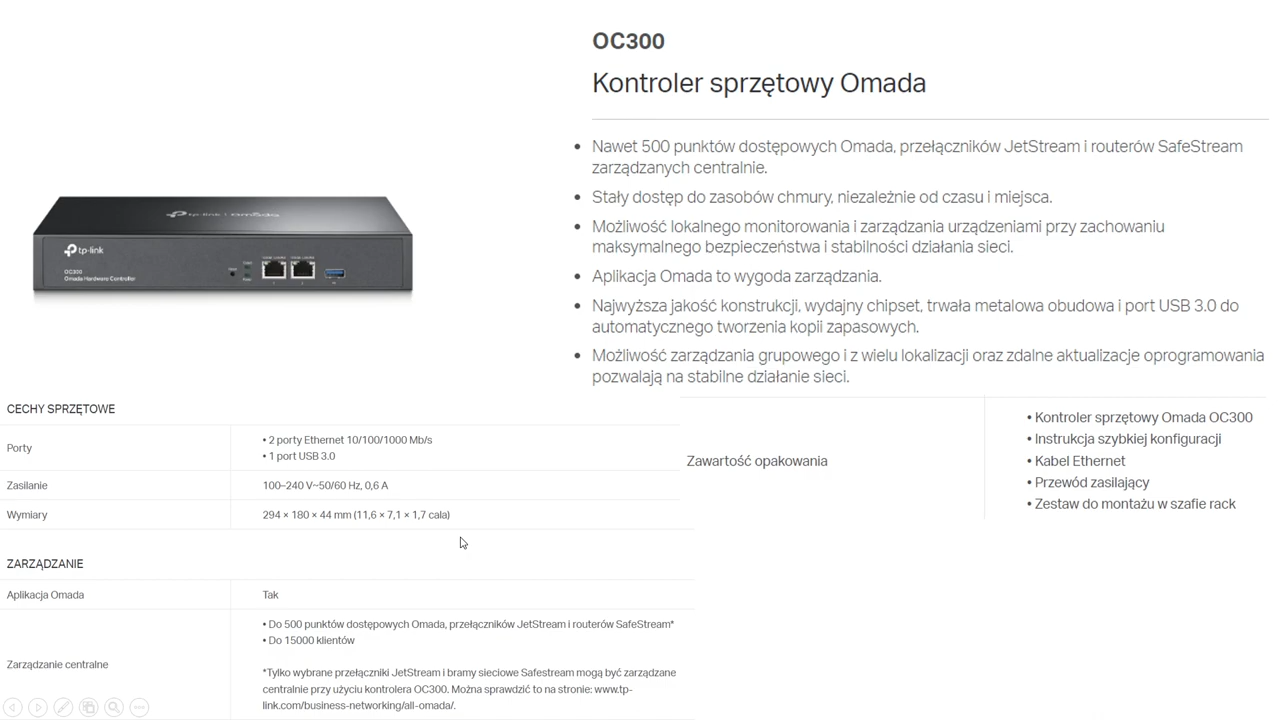 OC300
Kontroler sprzętowy Omada
• Nawet 500 punktów dostępowych Omada, przełączników JetStream i routerów SafeStream
zarządzanych centralnie.
• Stały dostęp do zasobów chmury, niezależnie od czasu i miejsca.
• Możliwość lokalnego monitorowania i zarządzania urządzeniami przy zachowaniu
maksymalnego bezpieczeństwa i stabilności działania sieci.
• Aplikacja Omada to wygoda zarządzania.
• Najwyższa jakość konstrukcji, wydajny chipset, trwała metalowa obudowa i port USB 3.0 do
automatycznego tworzenia kopii zapasowych.
• Możliwość zarządzania grupowego i z wielu lokalizacji oraz zdalne aktualizacje oprogramowania
pozwalają na stabilne działanie sieci.
tp-link | omada
tp-link
OC300
Omada Hardware Controller
CECHY SPRZĘTOWE
Porty
• 2 porty Ethernet 10/100/1000 Mb/s
• 1 port USB 3.0
Zasilanie
100–240 V~50/60 Hz, 0,6 A
Wymiary
294 × 180 × 44 mm (11,6 × 7,1 × 1,7 cala)
ZARZĄDZANIE
Aplikacja Omada
Tak
Zarządzanie centralne
• Do 500 punktów dostępowych Omada, przełączników JetStream i routerów SafeStream*
• Do 15000 klientów
*Tylko wybrane przełączniki JetStream i bramy sieciowe Safestream mogą być zarządzane
centralnie przy użyciu kontrolera OC300. Można sprawdzić to na stronie: www.tp-
link.com/business-networking/all-omada/.
Zawartość opakowania
• Kontroler sprzętowy Omada OC300
• Instrukcja szybkiej konfiguracji
• Kabel Ethernet
• Przewód zasilający
• Zestaw do montażu w szafie rack